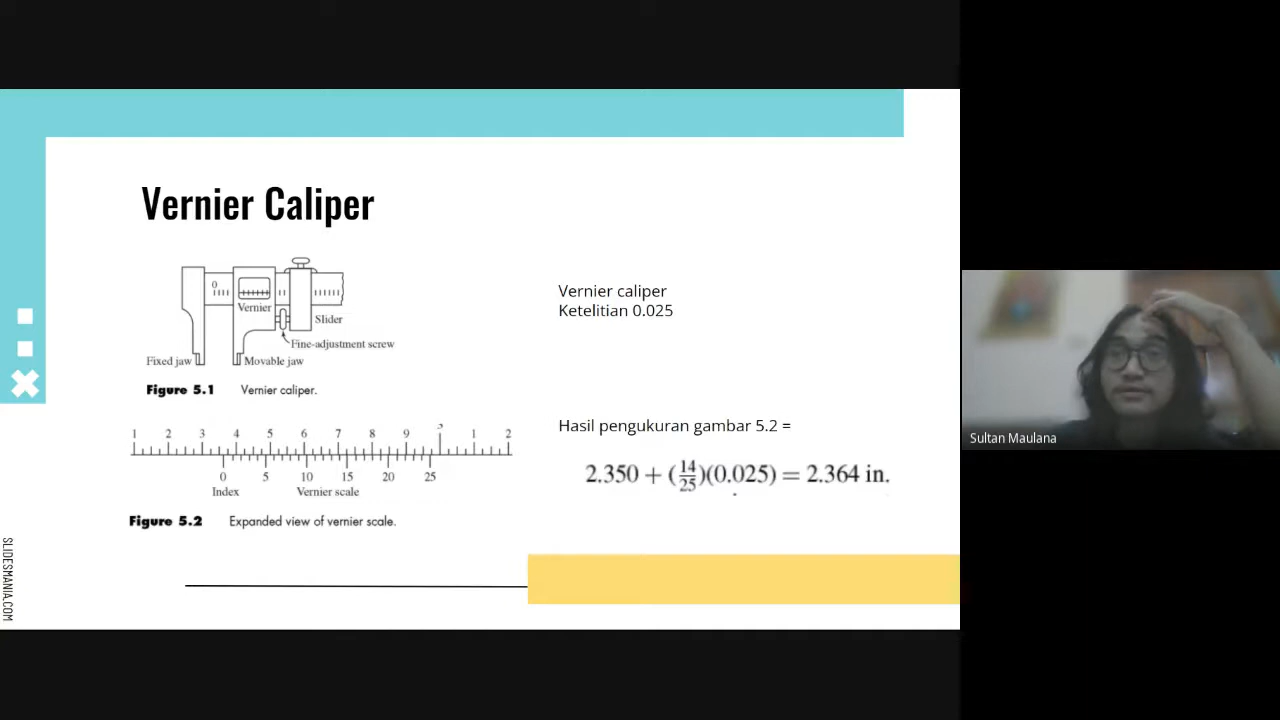 Vernier Caliper
0
Vernier
Slider
Fine-adjustment screw
Fixed jaw
Movable jaw
Figure 5.1 Vernier caliper.
1 2 3 4 5 6 7 8 9 3 1 2
0 5 10 15 20 25
Index Vernier scale
Figure 5.2 Expanded view of vernier scale.
Vernier caliper
Ketelitian 0.025
Hasil pengukuran gambar 5.2 =
2.350 + (14/25)(0.025) = 2.364 in.
SLIDESMANIA.COM
Sultan Maulana